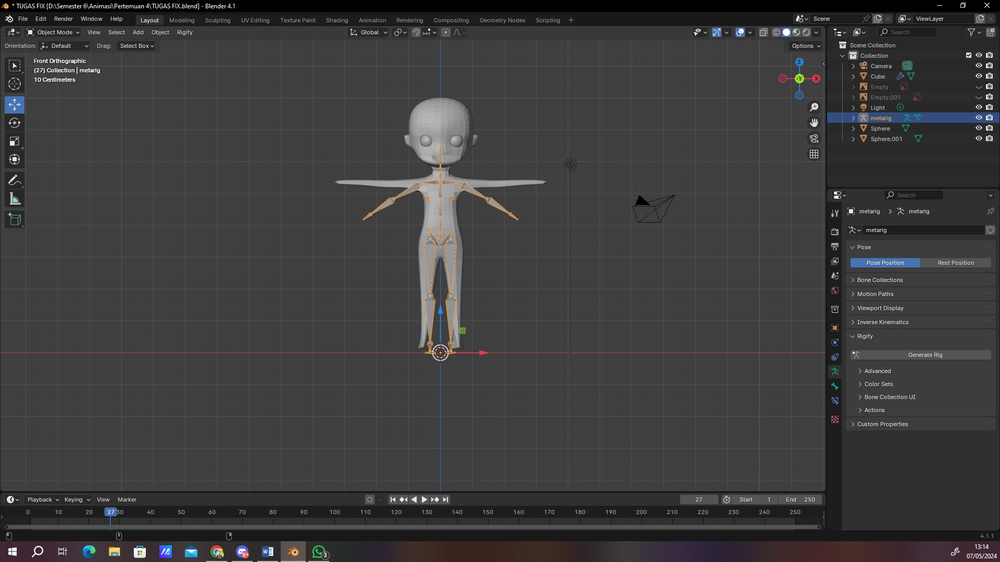 * TUGAS FIX [D:\Semester 6\Animasi\Pertemuan 4\TUGAS FIX.blend] - Blender 4.1
File Edit Render Window Help
Layout Modeling Sculpting UV Editing Texture Paint Shading Animation Rendering Compositing Geometry Nodes Scripting
Scene
ViewLayer
Object Mode View Select Add Object Rigify
Global
Orientation: Default Drag: Select Box
Options
Front Orthographic
(27) Collection | metarig
10 Centimeters
Z
-Y
X
Search
Scene Collection
Collection
Camera
Cube
Empty
Empty.001
Light
metarig
Sphere
Sphere.001
Search
metarig > metarig
metarig
Pose
Pose Position Rest Position
Bone Collections
Motion Paths
Viewport Display
Inverse Kinematics
Rigify
Generate Rig
Advanced
Color Sets
Bone Collection UI
Actions
Custom Properties
Playback Keying View Marker
27 Start 1 End 250
0 10 20 27 30 40 50 60 70 80 90 100 110 120 130 140 150 160 170 180 190 200 210 220 230 240 250
4.1.1
9+
3
13:14
07/05/2024